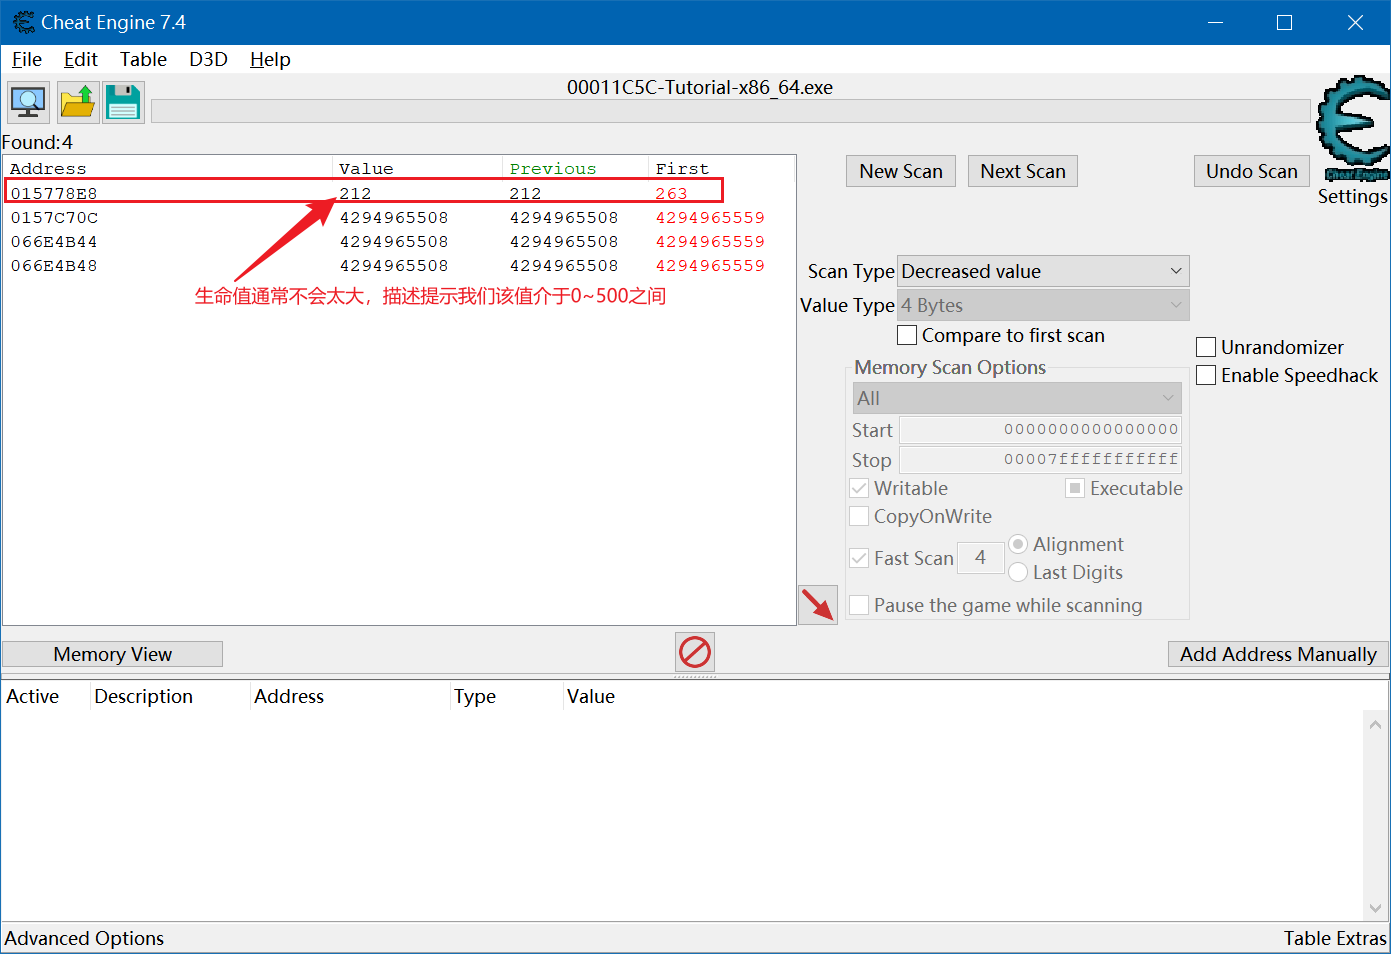 Cheat Engine 7.4
File Edit Table D3D Help
00011C5C-Tutorial-x86_64.exe
Found:4
Address Value Previous First
015778E8 212 212 263
0157C70C 4294965508 4294965508 4294965559
066E4B44 4294965508 4294965508 4294965559
066E4B48 4294965508 4294965508 4294965559
生命值通常不会太大，描述提示我们该值介于0~500之间
New Scan Next Scan Undo Scan
Cheat Engine
Settings
Scan Type Decreased value
Value Type 4 Bytes
Compare to first scan
Unrandomizer
Enable Speedhack
Memory Scan Options
All
Start 0000000000000000
Stop 00007fffffffffff
Writable Executable
CopyOnWrite
Fast Scan 4 Alignment
Last Digits
Pause the game while scanning
Memory View Add Address Manually
Active Description Address Type Value
Advanced Options Table Extras